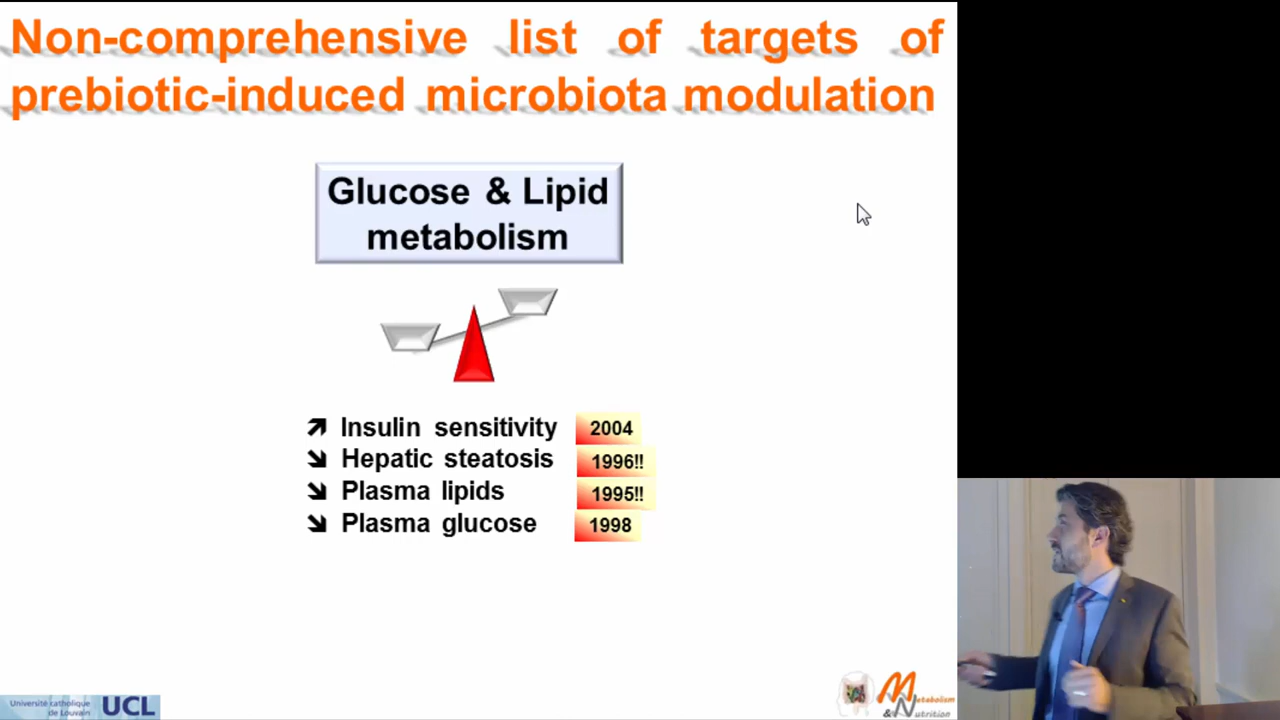 Non-comprehensive list of targets of
prebiotic-induced microbiota modulation
Glucose & Lipid
metabolism
Insulin sensitivity 2004
Hepatic steatosis 1996!!
Plasma lipids 1995!!
Plasma glucose 1998
Université catholique
de Louvain
UCL
Metabolism
& Nutrition